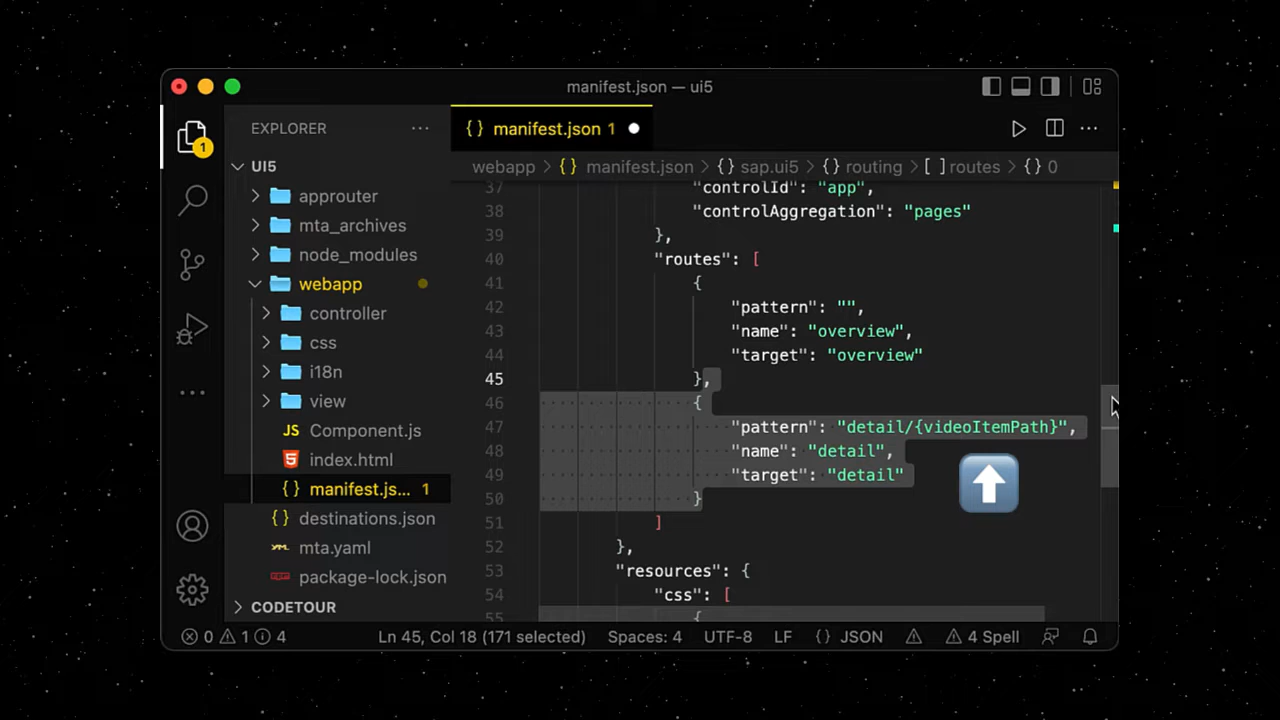 manifest.json — ui5
EXPLORER ···
{} manifest.json 1
1
UI5
webapp > {} manifest.json > {} sap.ui5 > {} routing > [ ] routes > {} 0
approuter
mta_archives
node_modules
webapp
controller
css
i18n
view
JS Component.js
index.html
{} manifest.js... 1
{} destinations.json
mta.yaml
package-lock.json
CODETOUR
37 "controlId": "app",
38 "controlAggregation": "pages"
39 },
40 "routes": [
41 {
42 "pattern": "",
43 "name": "overview",
44 "target": "overview"
45 },
46 {
47 "pattern": "detail/{videoItemPath}",
48 "name": "detail",
49 "target": "detail"
50 }
51 ]
52 },
53 "resources": {
54 "css": [
55 {
0 1 4 Ln 45, Col 18 (171 selected) Spaces: 4 UTF-8 LF {} JSON 4 Spell